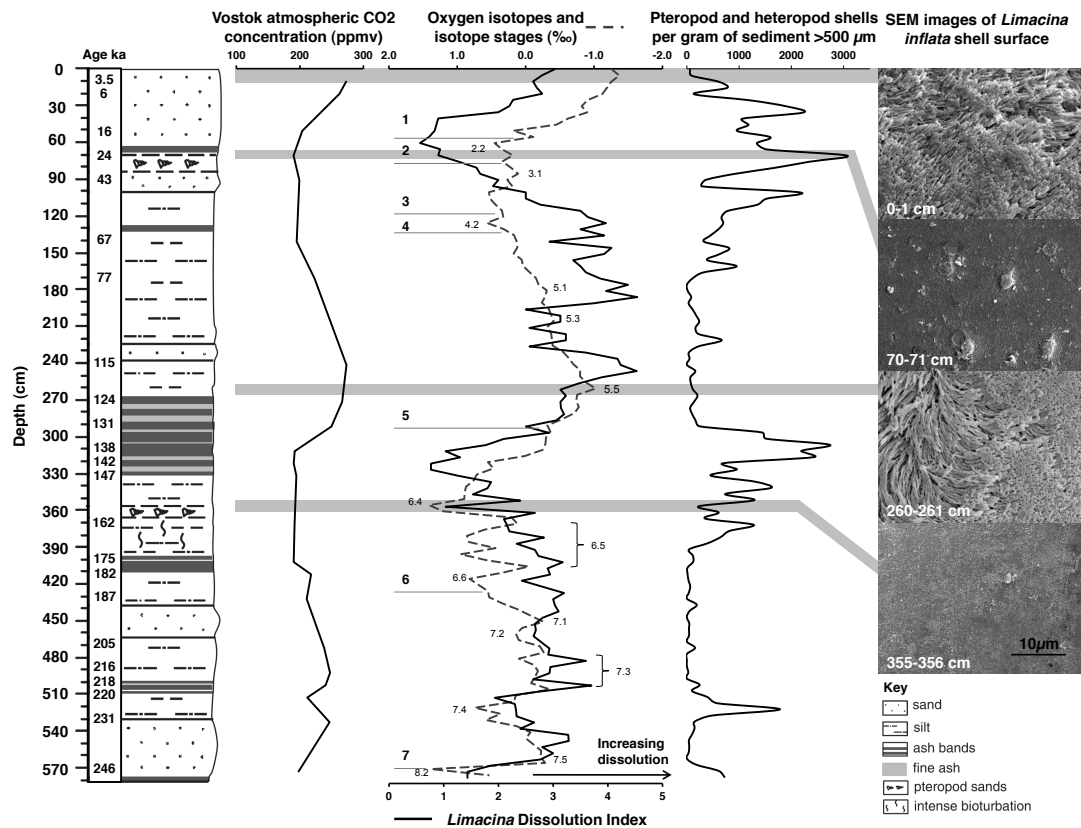 Vostok atmospheric CO2
concentration (ppmv)
Oxygen isotopes and
isotope stages (‰)
Pteropod and heteropod shells
per gram of sediment >500 µm
SEM images of Limacina
inflata shell surface
Age ka
100 200 300
2.0 1.0 0.0 -1.0 -2.0
0 1000 2000 3000
Depth (cm)
0
30
60
90
120
150
180
210
240
270
300
330
360
390
420
450
480
510
540
570
3.5
6
16
24
43
67
77
115
124
131
138
142
147
162
175
182
187
205
216
218
220
231
246
1
2
3
4
5
6
7
2.2
3.1
4.2
5.1
5.3
5.5
6.4
6.5
6.6
7.1
7.2
7.3
7.4
7.5
8.2
Increasing
dissolution
0 1 2 3 4 5
Limacina Dissolution Index
0-1 cm
70-71 cm
260-261 cm
355-356 cm
10µm
Key
sand
silt
ash bands
fine ash
pteropod sands
intense bioturbation